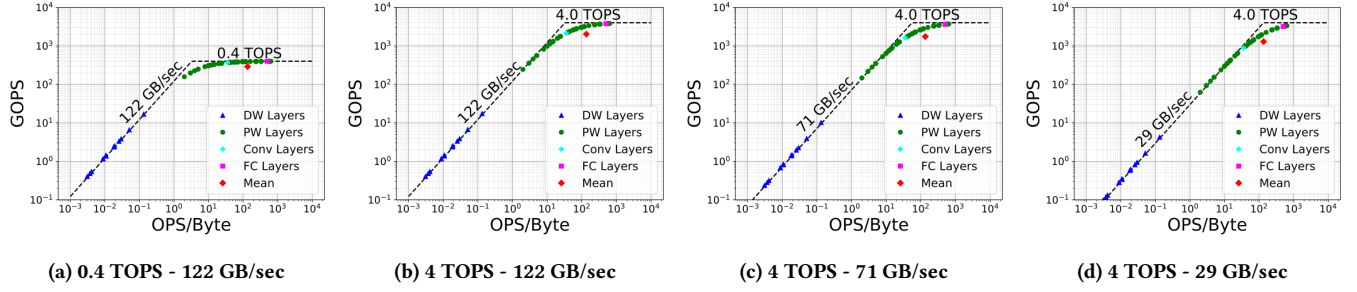 GOPS
10⁴
10³
10²
10¹
10⁰
10⁻¹
0.4 TOPS
122 GB/sec
DW Layers
PW Layers
Conv Layers
FC Layers
Mean
10⁻³ 10⁻² 10⁻¹ 10⁰ 10¹ 10² 10³ 10⁴
OPS/Byte
(a) 0.4 TOPS - 122 GB/sec
GOPS
10⁴
10³
10²
10¹
10⁰
10⁻¹
4.0 TOPS
122 GB/sec
DW Layers
PW Layers
Conv Layers
FC Layers
Mean
10⁻³ 10⁻² 10⁻¹ 10⁰ 10¹ 10² 10³ 10⁴
OPS/Byte
(b) 4 TOPS - 122 GB/sec
GOPS
10⁴
10³
10²
10¹
10⁰
10⁻¹
4.0 TOPS
71 GB/sec
DW Layers
PW Layers
Conv Layers
FC Layers
Mean
10⁻³ 10⁻² 10⁻¹ 10⁰ 10¹ 10² 10³ 10⁴
OPS/Byte
(c) 4 TOPS - 71 GB/sec
GOPS
10⁴
10³
10²
10¹
10⁰
10⁻¹
4.0 TOPS
29 GB/sec
DW Layers
PW Layers
Conv Layers
FC Layers
Mean
10⁻³ 10⁻² 10⁻¹ 10⁰ 10¹ 10² 10³ 10⁴
OPS/Byte
(d) 4 TOPS - 29 GB/sec